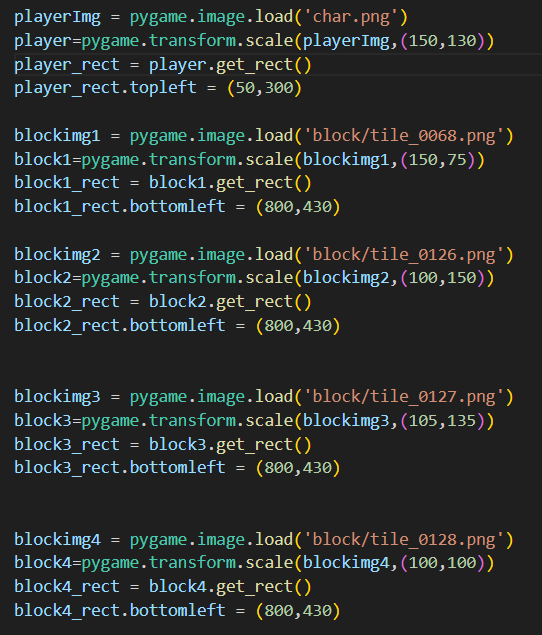 playerImg = pygame.image.load('char.png')
player=pygame.transform.scale(playerImg,(150,130))
player_rect = player.get_rect()
player_rect.topleft = (50,300)
blockimg1 = pygame.image.load('block/tile_0068.png')
block1=pygame.transform.scale(blockimg1,(150,75))
block1_rect = block1.get_rect()
block1_rect.bottomleft = (800,430)
blockimg2 = pygame.image.load('block/tile_0126.png')
block2=pygame.transform.scale(blockimg2,(100,150))
block2_rect = block2.get_rect()
block2_rect.bottomleft = (800,430)
blockimg3 = pygame.image.load('block/tile_0127.png')
block3=pygame.transform.scale(blockimg3,(105,135))
block3_rect = block3.get_rect()
block3_rect.bottomleft = (800,430)
blockimg4 = pygame.image.load('block/tile_0128.png')
block4=pygame.transform.scale(blockimg4,(100,100))
block4_rect = block4.get_rect()
block4_rect.bottomleft = (800,430)